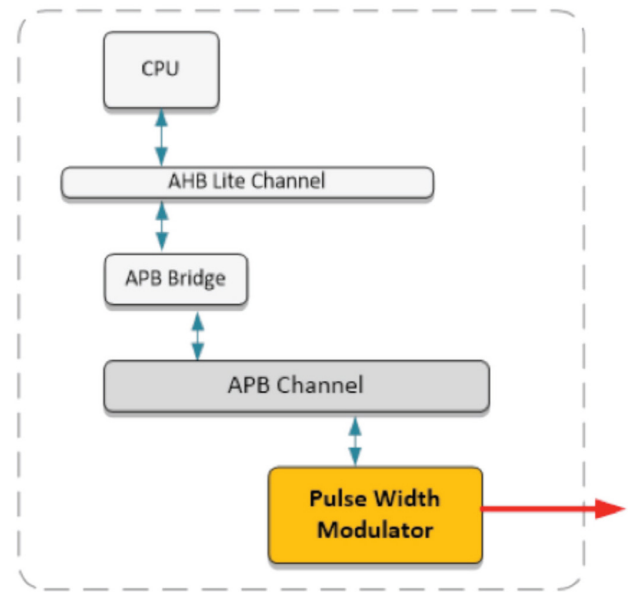 CPU
AHB Lite Channel
APB Bridge
APB Channel
Pulse Width
Modulator